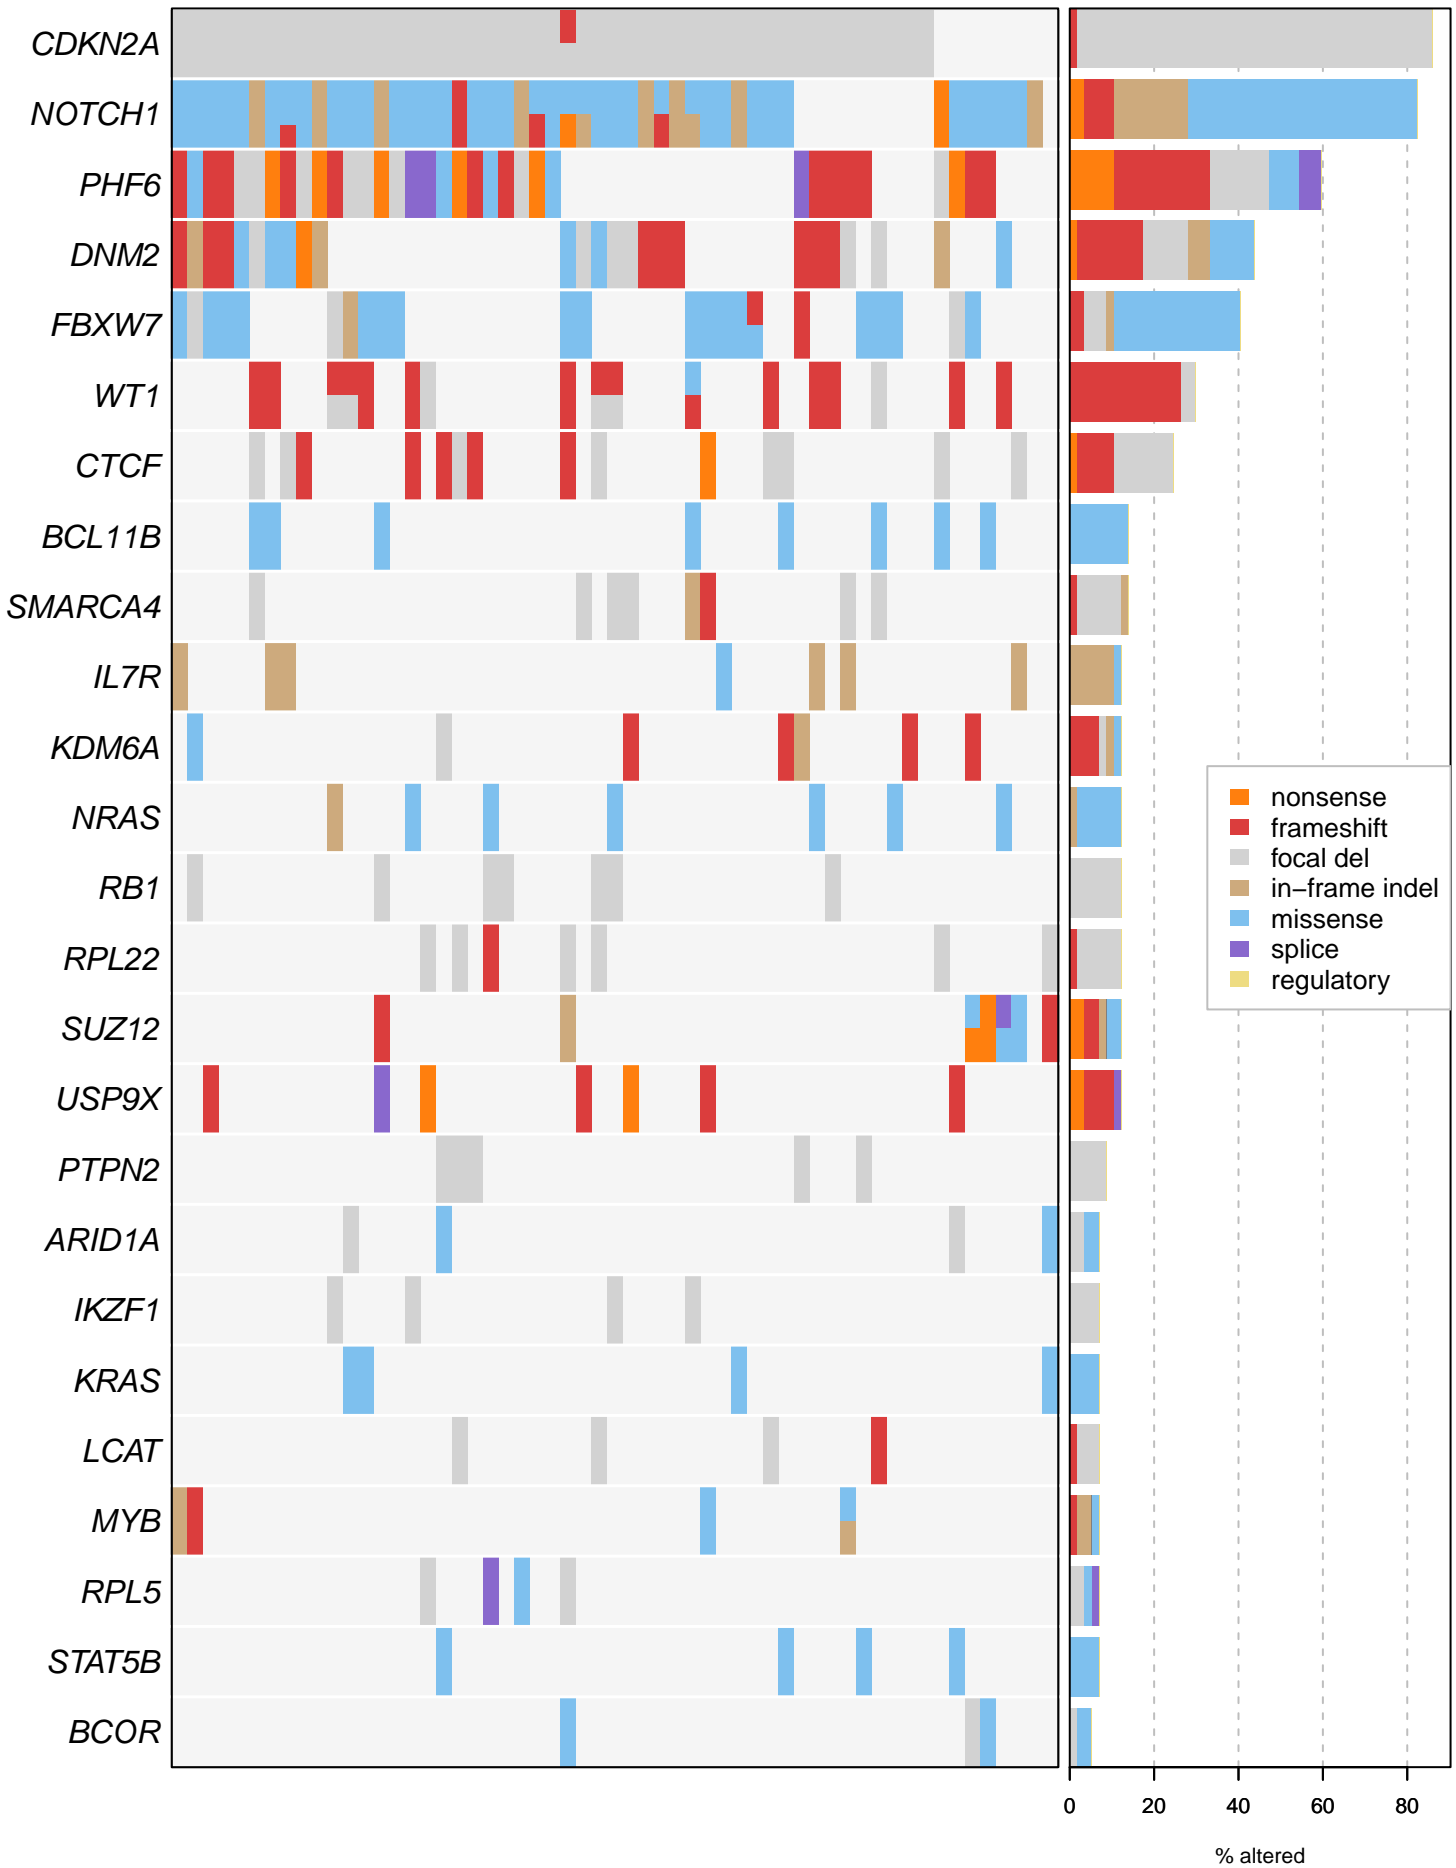 CDKN2A
NOTCH1
PHF6
DNM2
FBXW7
WT1
CTCF
BCL11B
SMARCA4
IL7R
KDM6A
NRAS
RB1
RPL22
SUZ12
USP9X
PTPN2
ARID1A
IKZF1
KRAS
LCAT
MYB
RPL5
STAT5B
BCOR
nonsense
frameshift
focal del
in−frame indel
missense
splice
regulatory
0 20 40 60 80
% altered